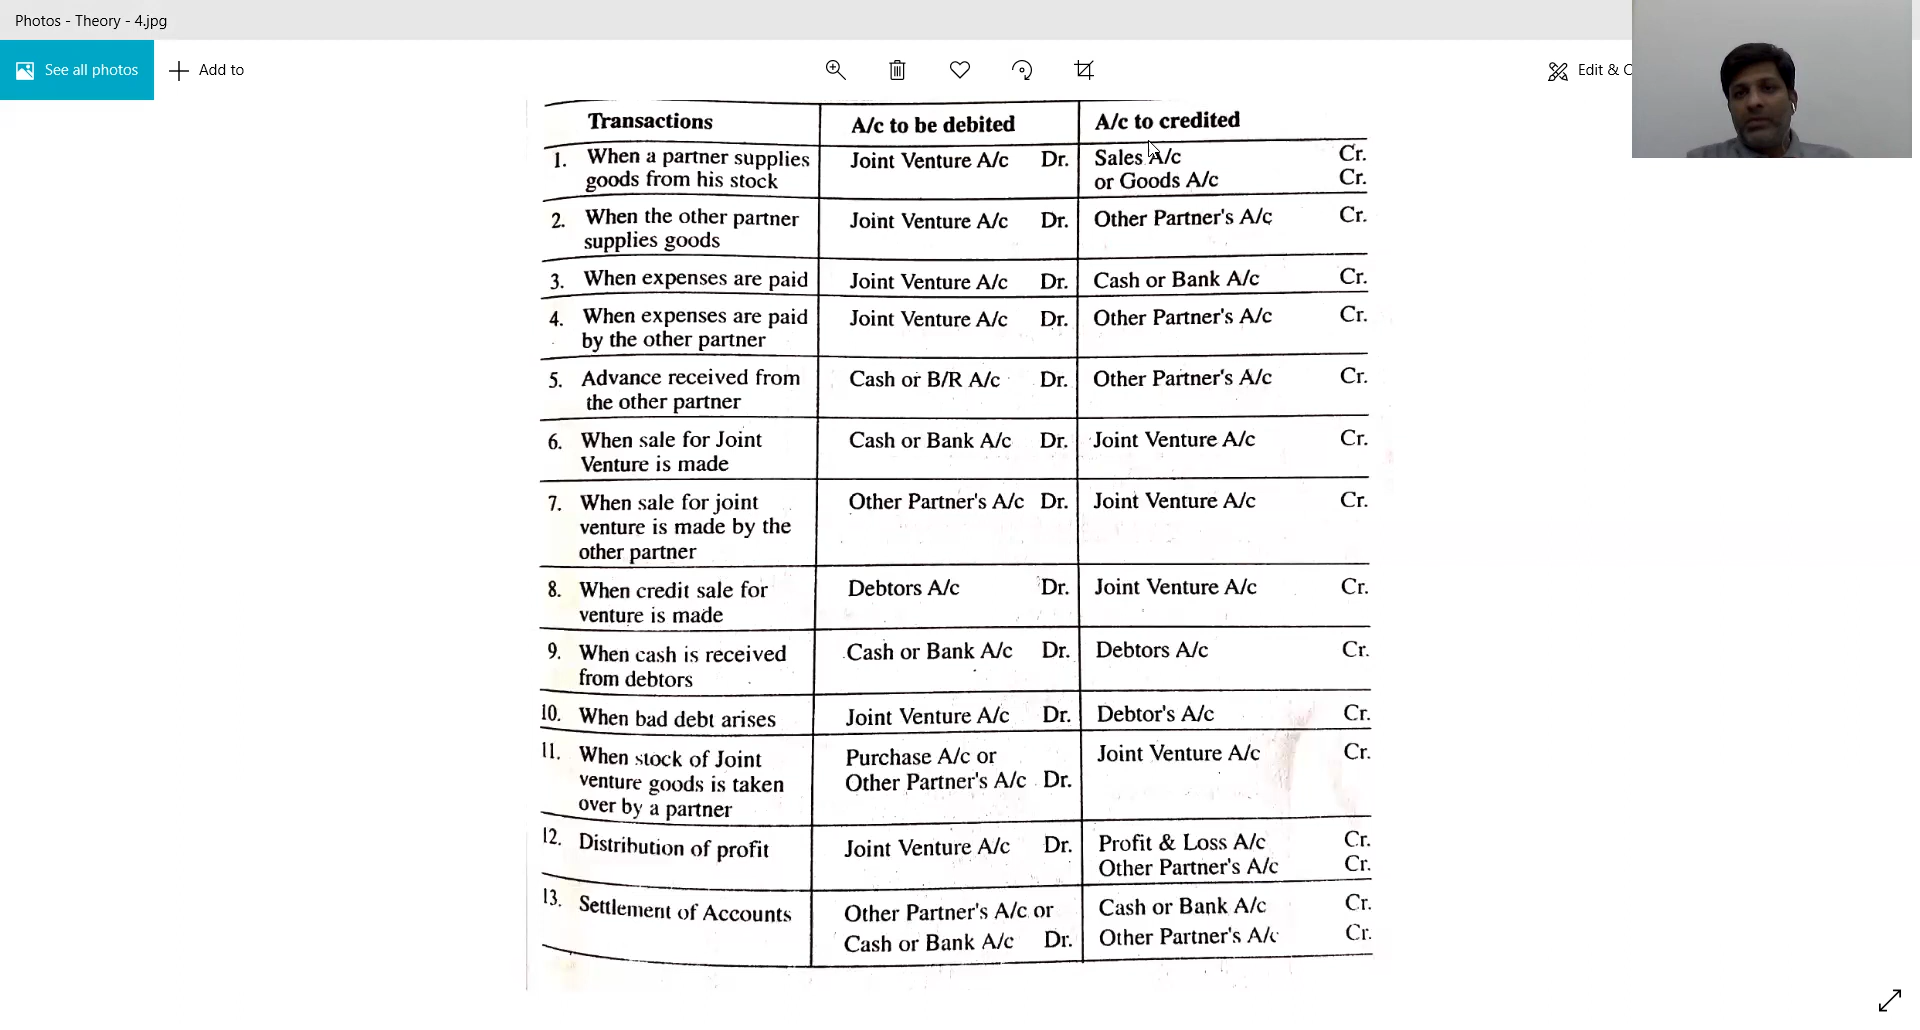 Photos - Theory - 4.jpg
See all photos
Add to
Edit & C
Transactions A/c to be debited A/c to credited
1. When a partner supplies Joint Venture A/c Dr. Sales A/c Cr.
goods from his stock or Goods A/c Cr.
2. When the other partner Joint Venture A/c Dr. Other Partner's A/c Cr.
supplies goods
3. When expenses are paid Joint Venture A/c Dr. Cash or Bank A/c Cr.
4. When expenses are paid Joint Venture A/c Dr. Other Partner's A/c Cr.
by the other partner
5. Advance received from Cash or B/R A/c Dr. Other Partner's A/c Cr.
the other partner
6. When sale for Joint Cash or Bank A/c Dr. Joint Venture A/c Cr.
Venture is made
7. When sale for joint Other Partner's A/c Dr. Joint Venture A/c Cr.
venture is made by the
other partner
8. When credit sale for Debtors A/c Dr. Joint Venture A/c Cr.
venture is made
9. When cash is received Cash or Bank A/c Dr. Debtors A/c Cr.
from debtors
10. When bad debt arises Joint Venture A/c Dr. Debtor's A/c Cr.
11. When stock of Joint Purchase A/c or Joint Venture A/c Cr.
venture goods is taken Other Partner's A/c Dr.
over by a partner
12. Distribution of profit Joint Venture A/c Dr. Profit & Loss A/c Cr.
Other Partner's A/c Cr.
13. Settlement of Accounts Other Partner's A/c or Cash or Bank A/c Cr.
Cash or Bank A/c Dr. Other Partner's A/c Cr.